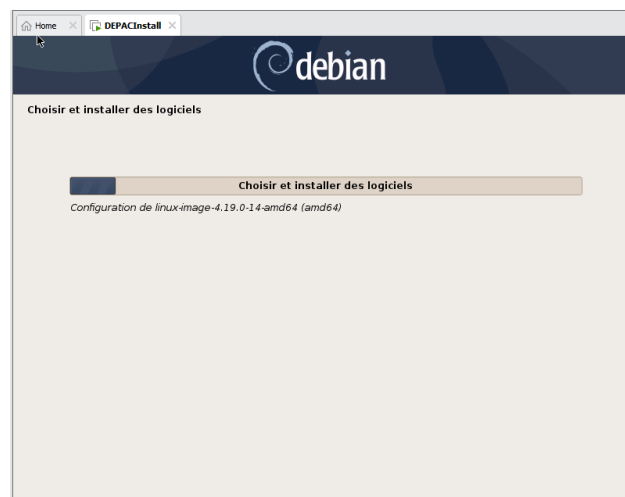 Home
DEPACInstall
debian
Choisir et installer des logiciels
Choisir et installer des logiciels
Configuration de linux-image-4.19.0-14-amd64 (amd64)